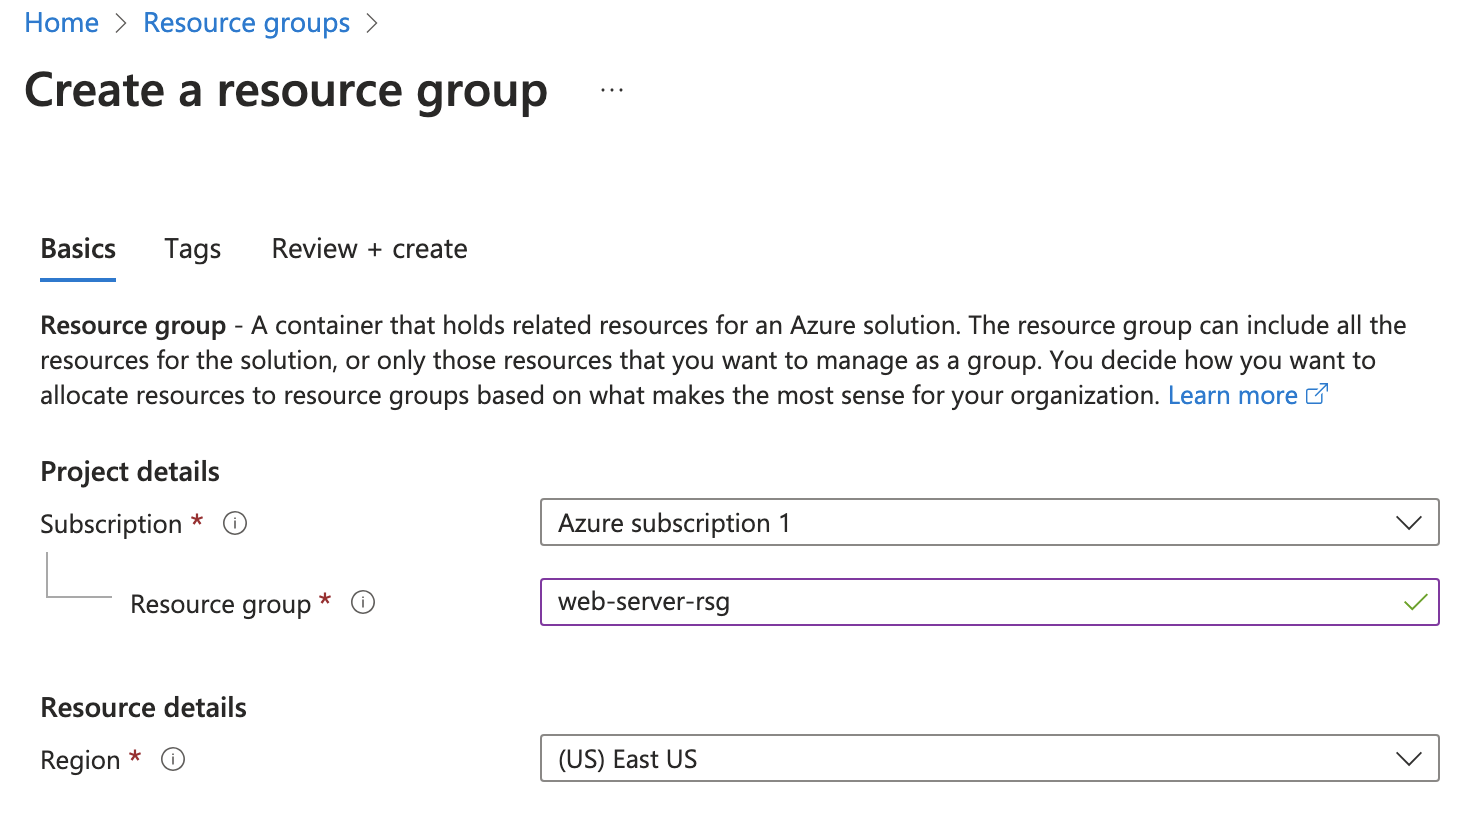 Home > Resource groups >
Create a resource group ...
Basics Tags Review + create
Resource group - A container that holds related resources for an Azure solution. The resource group can include all the
resources for the solution, or only those resources that you want to manage as a group. You decide how you want to
allocate resources to resource groups based on what makes the most sense for your organization. Learn more
Project details
Subscription * Azure subscription 1
Resource group * web-server-rsg
Resource details
Region * (US) East US